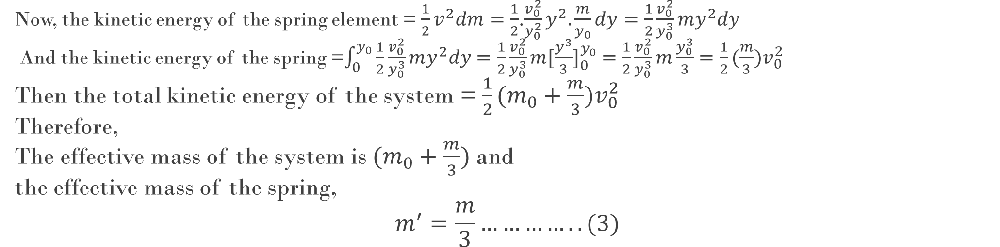 Now, the kinetic energy of the spring element = $\frac{1}{2}v^2dm = \frac{1}{2}.\frac{v_0^2}{y_0^2}y^2.\frac{m}{y_0}dy = \frac{1}{2}\frac{v_0^2}{y_0^3}my^2dy$
And the kinetic energy of the spring = $\int_0^{y_0}\frac{1}{2}\frac{v_0^2}{y_0^3}my^2dy = \frac{1}{2}\frac{v_0^2}{y_0^3}m[\frac{y^3}{3}]_0^{y_0} = \frac{1}{2}\frac{v_0^2}{y_0^3}m\frac{y_0^3}{3} = \frac{1}{2}(\frac{m}{3})v_0^2$
Then the total kinetic energy of the system = $\frac{1}{2}(m_0 + \frac{m}{3})v_0^2$
Therefore,
The effective mass of the system is $(m_0 + \frac{m}{3})$ and
the effective mass of the spring,
$m' = \frac{m}{3}$ … … … … . . (3)